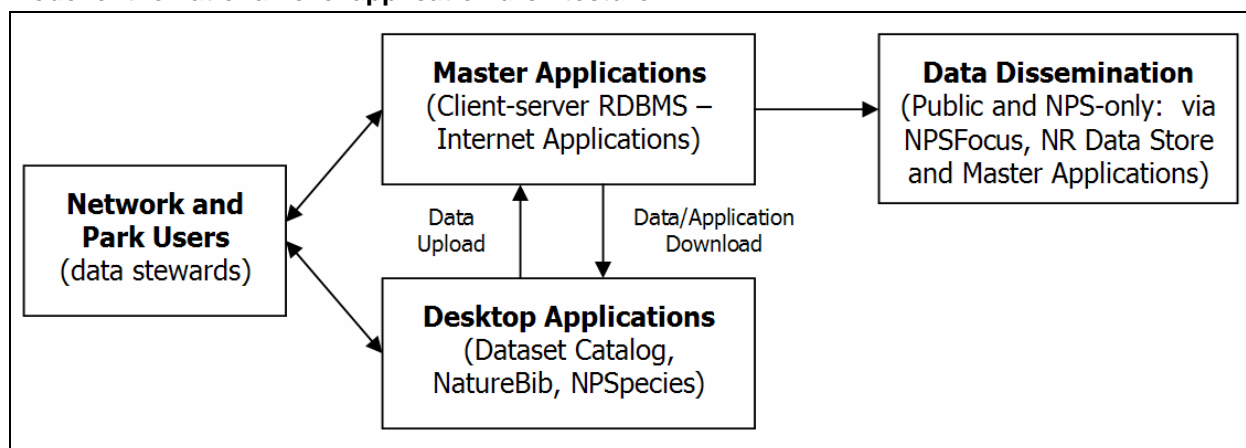 Master Applications
(Client-server RDBMS –
Internet Applications)
Data Dissemination
(Public and NPS-only: via
NPSFocus, NR Data Store
and Master Applications)
Network and
Park Users
(data stewards)
Data
Upload
Data/Application
Download
Desktop Applications
(Dataset Catalog,
NatureBib, NPSpecies)